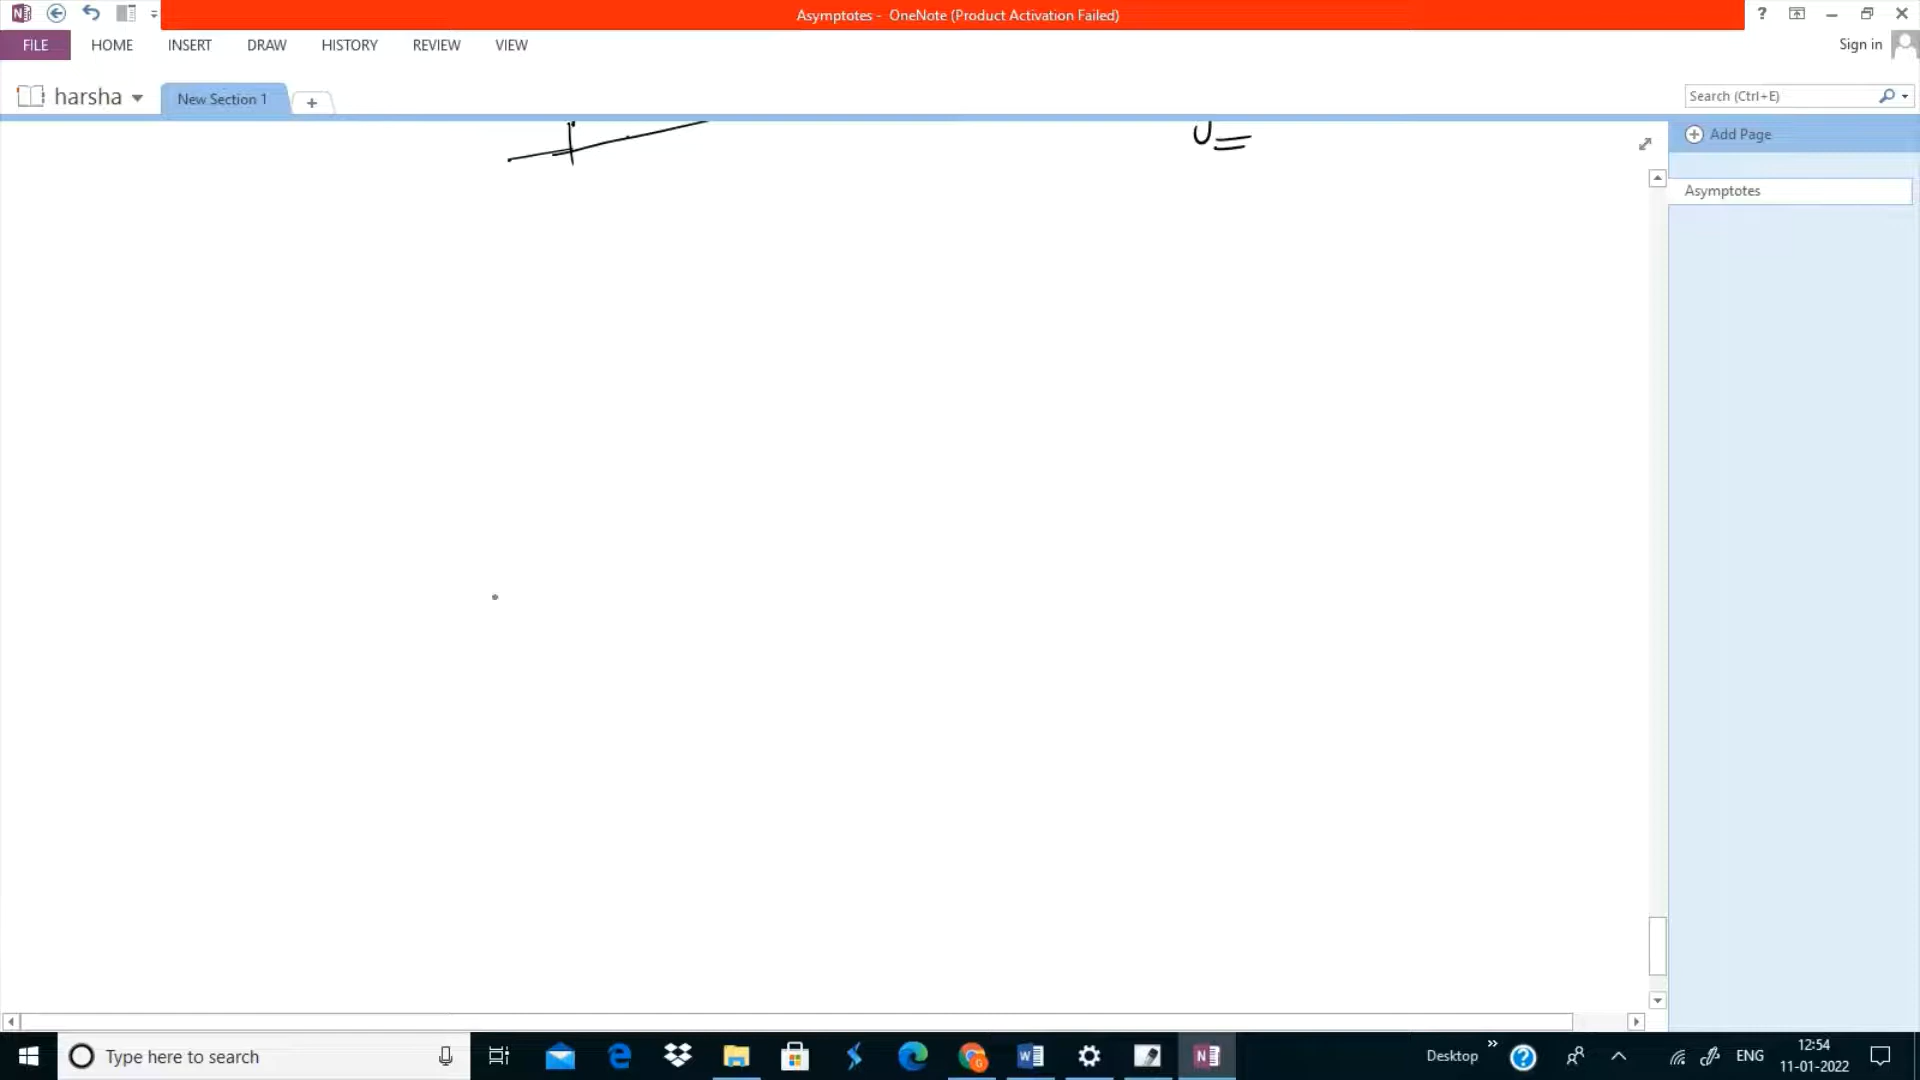 Asymptotes - OneNote (Product Activation Failed)
?
FILE HOME INSERT DRAW HISTORY REVIEW VIEW
Sign in
harsha
New Section 1
+
Search (Ctrl+E)
Add Page
Asymptotes
Type here to search
Desktop
ENG
12:54
11-01-2022